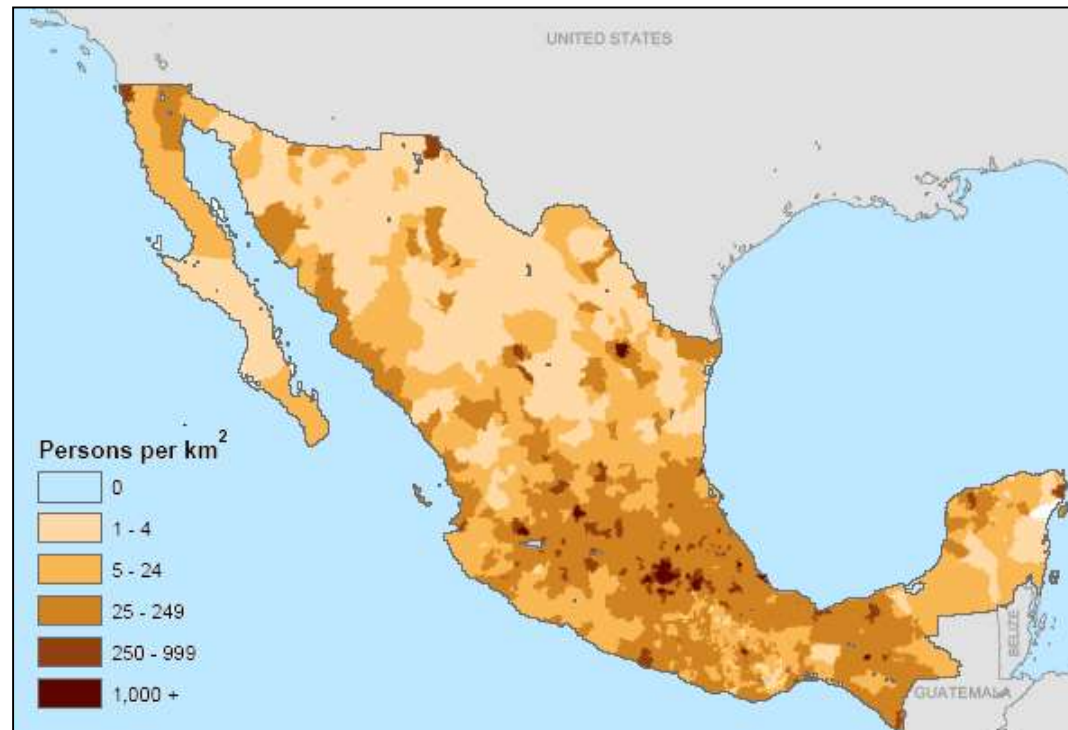 UNITED STATES
Persons per km²
0
1 - 4
5 - 24
25 - 249
250 - 999
1,000 +
BELIZE
GUATEMALA